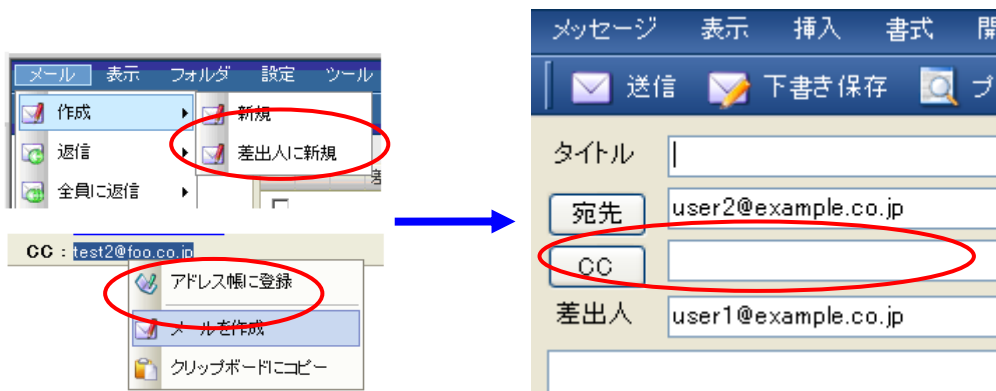 メール 表示 フォルダ 設定 ツール
作成
新規
返信
差出人に新規
全員に返信
CC : test2@foo.co.jp
アドレス帳に登録
メールを作成
クリップボードにコピー
メッセージ 表示 挿入 書式 開
送信 下書き保存 プ
タイトル
宛先 user2@example.co.jp
CC
差出人 user1@example.co.jp